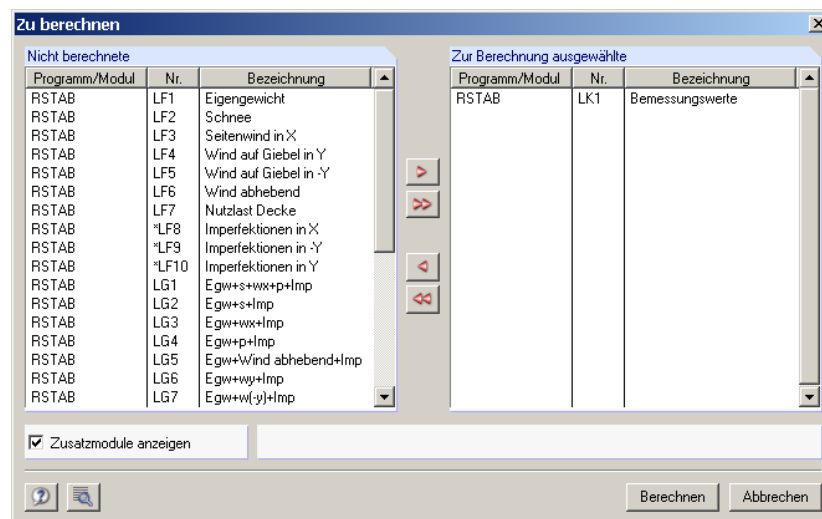 Zu berechnen
Nicht berechnete
Programm/Modul Nr. Bezeichnung
RSTAB LF1 Eigengewicht
RSTAB LF2 Schnee
RSTAB LF3 Seitenwind in X
RSTAB LF4 Wind auf Giebel in Y
RSTAB LF5 Wind auf Giebel in -Y
RSTAB LF6 Wind abhebend
RSTAB LF7 Nutzlast Decke
RSTAB *LF8 Imperfektionen in X
RSTAB *LF9 Imperfektionen in -Y
RSTAB *LF10 Imperfektionen in Y
RSTAB LG1 Egw+s+wx+p+Imp
RSTAB LG2 Egw+s+Imp
RSTAB LG3 Egw+wx+Imp
RSTAB LG4 Egw+p+Imp
RSTAB LG5 Egw+Wind abhebend+Imp
RSTAB LG6 Egw+wy+Imp
RSTAB LG7 Egw+w(-y)+Imp
Zur Berechnung ausgewählte
Programm/Modul Nr. Bezeichnung
RSTAB LK1 Bemessungswerte
Zusatzmodule anzeigen
Berechnen Abbrechen